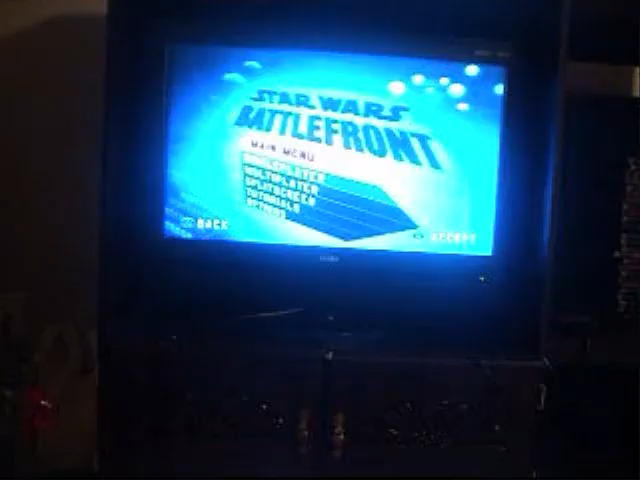 STAR WARS
BATTLEFRONT
MAIN MENU
SINGLEPLAYER
MULTIPLAYER
SPLITSCREEN
TUTORIALS
OPTIONS
BACK
ACCEPT